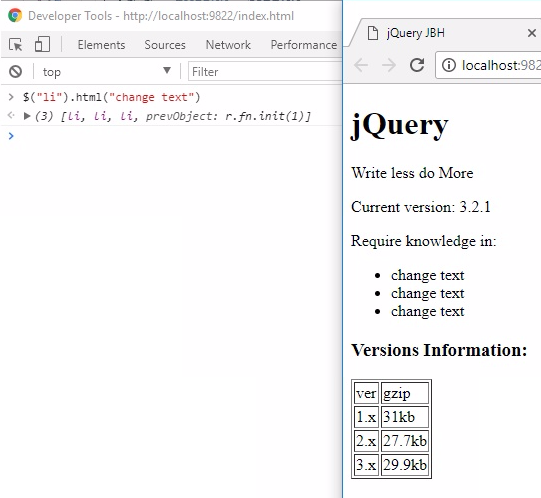 Developer Tools - http://localhost:9822/index.html
Elements Sources Network
top Filter
> $("li").html("change text")
(3) [li, li, li, prevObject: r.fn.init(1)]
jQuery JBH
localhost:982
jQuery
Write less do More
Current version: 3.2.1
Require knowledge in:
• change text
• change text
• change text
Versions Information:
ver gzip
1.x 31kb
2.x 27.7kb
3.x 29.9kb